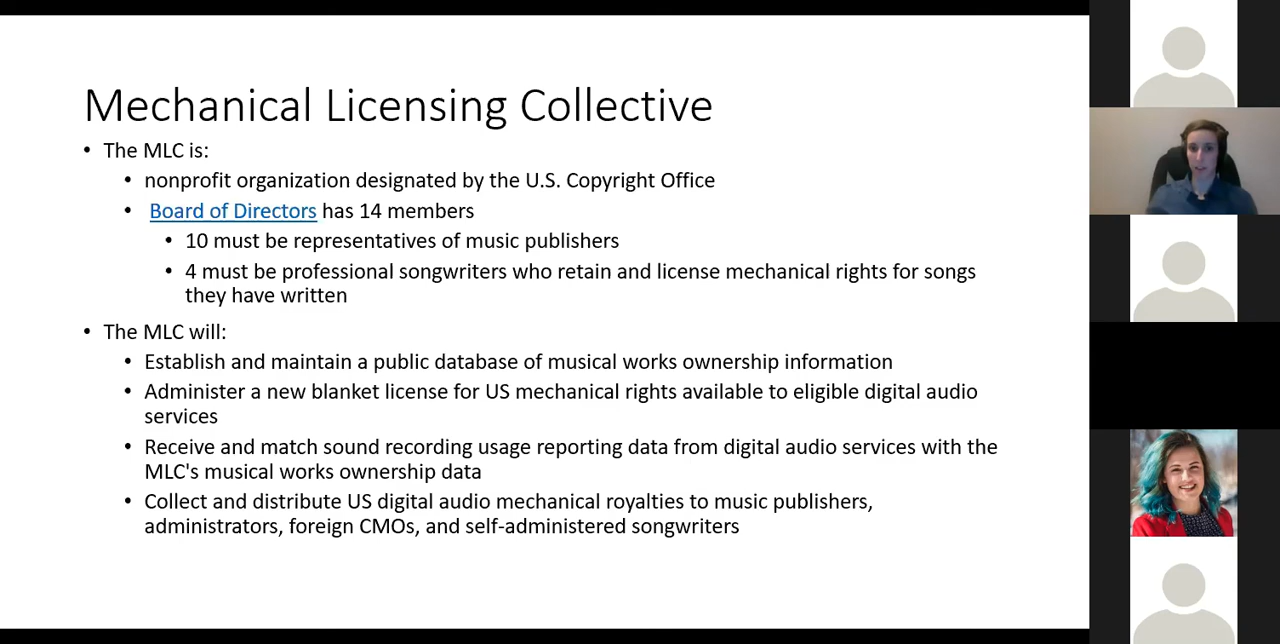 Mechanical Licensing Collective
• The MLC is:
• nonprofit organization designated by the U.S. Copyright Office
• Board of Directors has 14 members
• 10 must be representatives of music publishers
• 4 must be professional songwriters who retain and license mechanical rights for songs
they have written
• The MLC will:
• Establish and maintain a public database of musical works ownership information
• Administer a new blanket license for US mechanical rights available to eligible digital audio
services
• Receive and match sound recording usage reporting data from digital audio services with the
MLC's musical works ownership data
• Collect and distribute US digital audio mechanical royalties to music publishers,
administrators, foreign CMOs, and self-administered songwriters